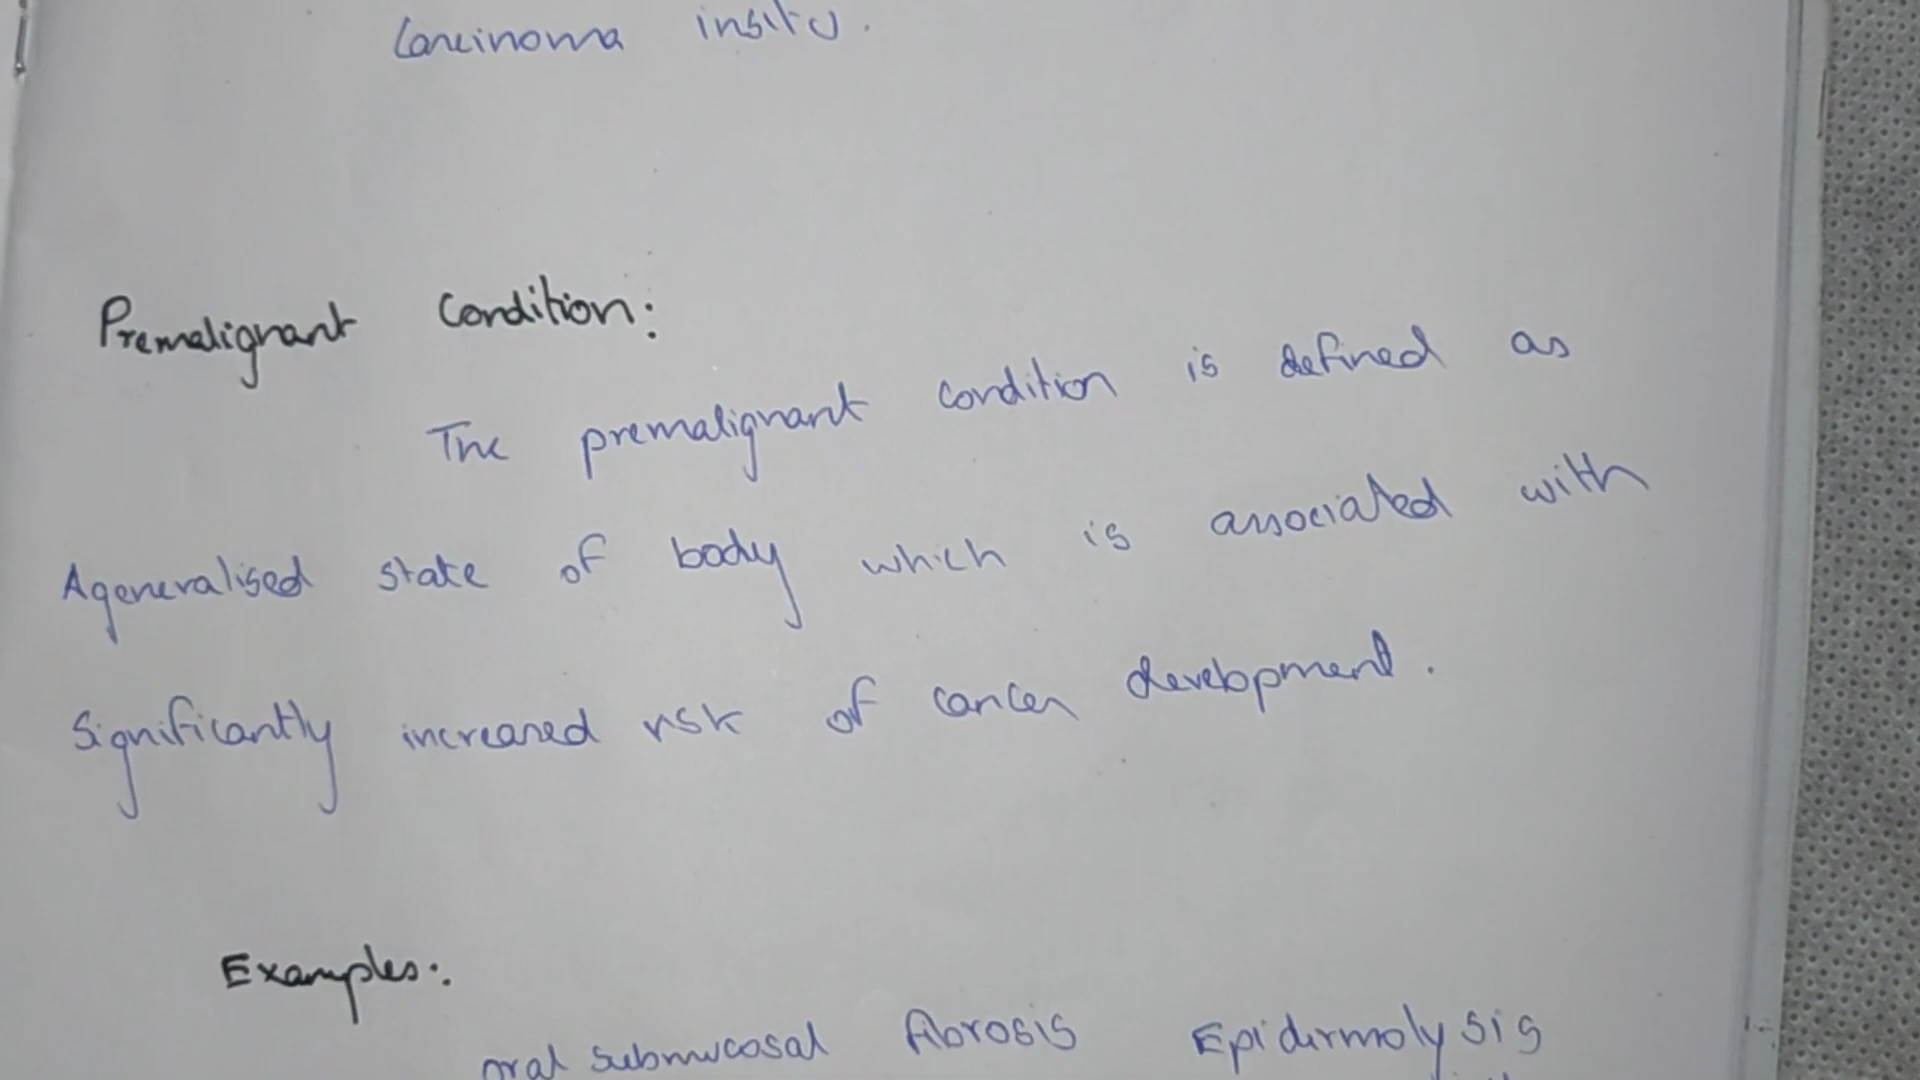 Carcinoma insitu.
Premalignant Condition:
The premalignant condition is defined as
A generalised state of body which is associated with
Significantly increased risk of cancer development.
Examples:
oral submucosal fibrosis Epidermolysis